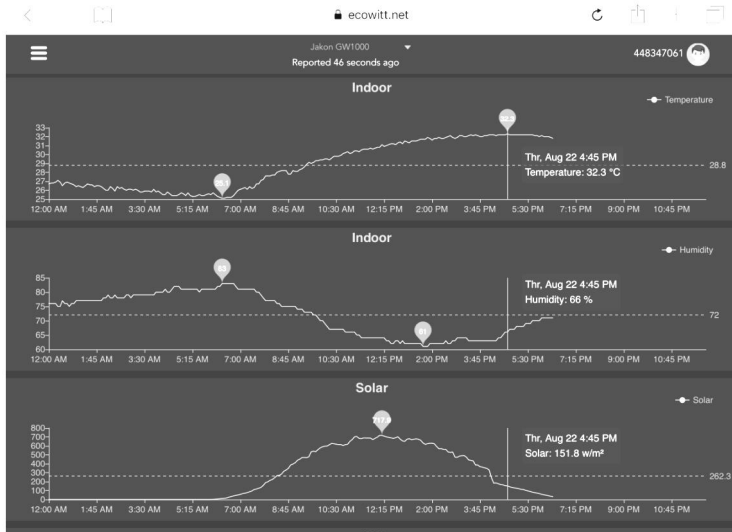 ecowitt.net
Jakon GW1000
Reported 46 seconds ago
448347061
Indoor
Temperature
33
32
31
30
29
28
27
26
25
32.3
25.1
28.8
Thr, Aug 22 4:45 PM
Temperature: 32.3 °C
12:00 AM 1:45 AM 3:30 AM 5:15 AM 7:00 AM 8:45 AM 10:30 AM 12:15 PM 2:00 PM 3:45 PM 5:30 PM 7:15 PM 9:00 PM 10:45 PM
Indoor
Humidity
85
80
75
70
65
60
83
61
72
Thr, Aug 22 4:45 PM
Humidity: 66 %
12:00 AM 1:45 AM 3:30 AM 5:15 AM 7:00 AM 8:45 AM 10:30 AM 12:15 PM 2:00 PM 3:45 PM 5:30 PM 7:15 PM 9:00 PM 10:45 PM
Solar
Solar
800
700
600
500
400
300
200
100
0
717.8
262.3
Thr, Aug 22 4:45 PM
Solar: 151.8 w/m²
12:00 AM 1:45 AM 3:30 AM 5:15 AM 7:00 AM 8:45 AM 10:30 AM 12:15 PM 2:00 PM 3:45 PM 5:30 PM 7:15 PM 9:00 PM 10:45 PM